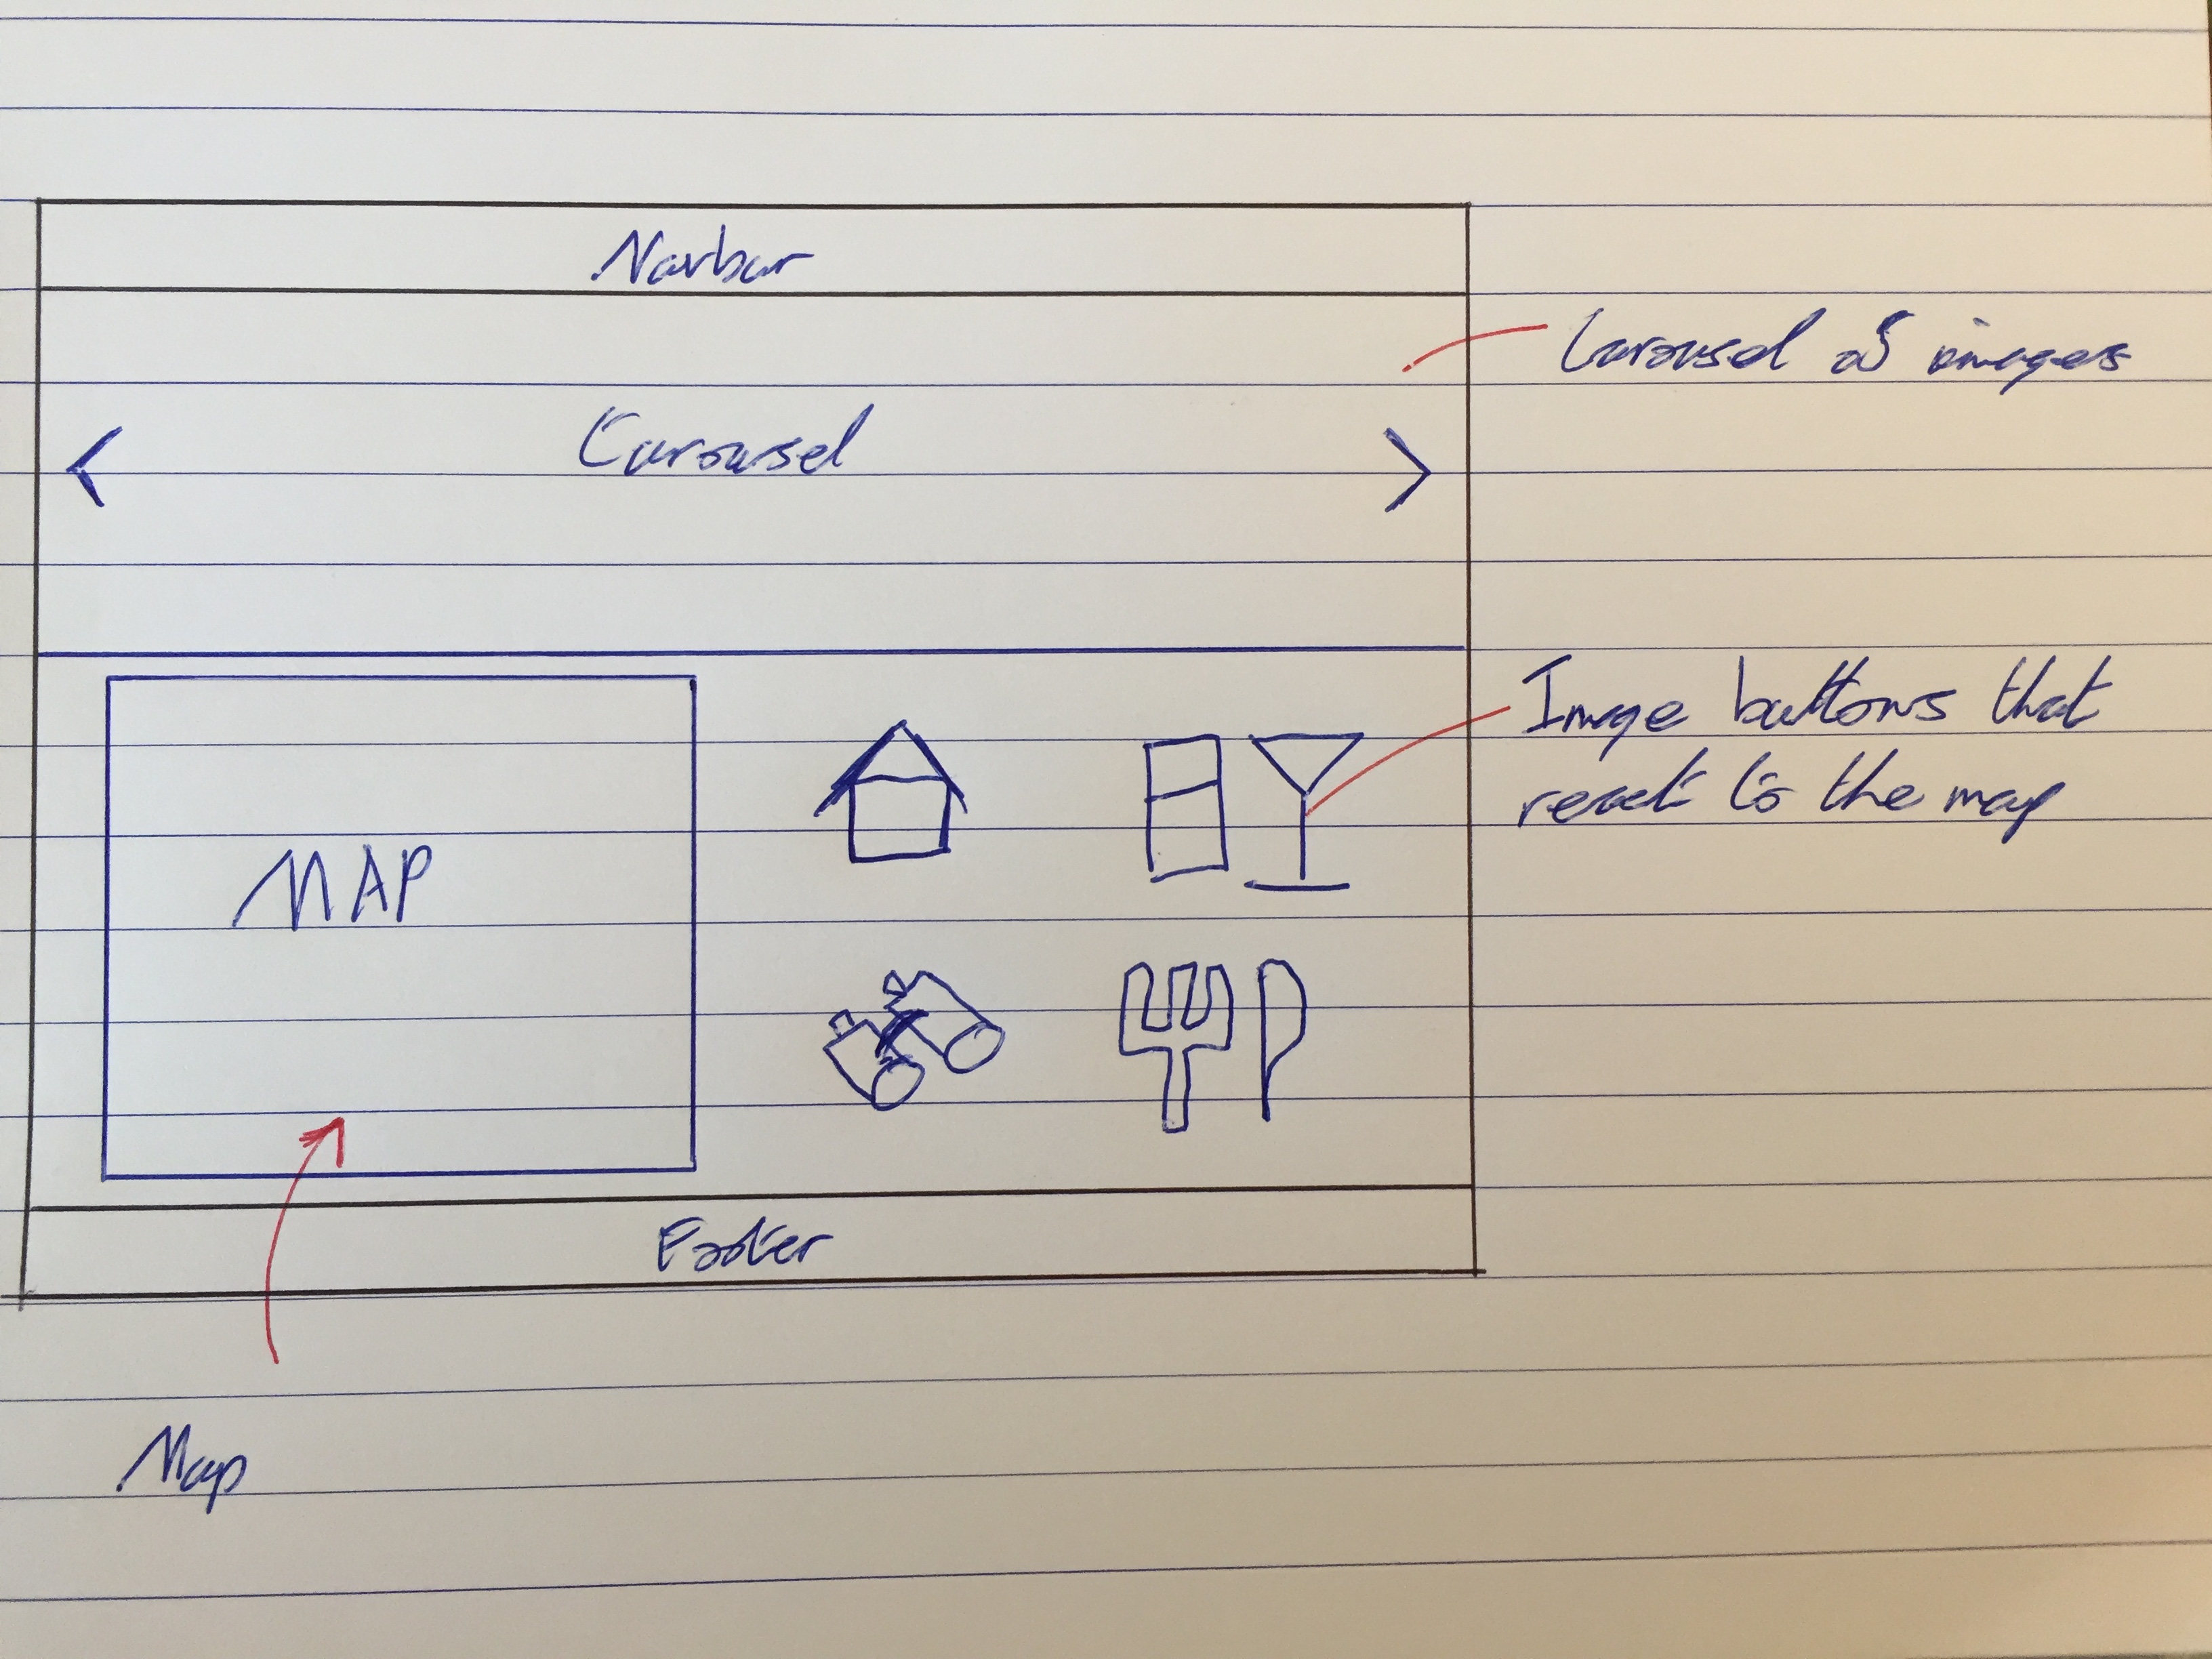 Navbar
Carousel of images
Carousel
Image buttons that
react to the map
MAP
Footer
Map